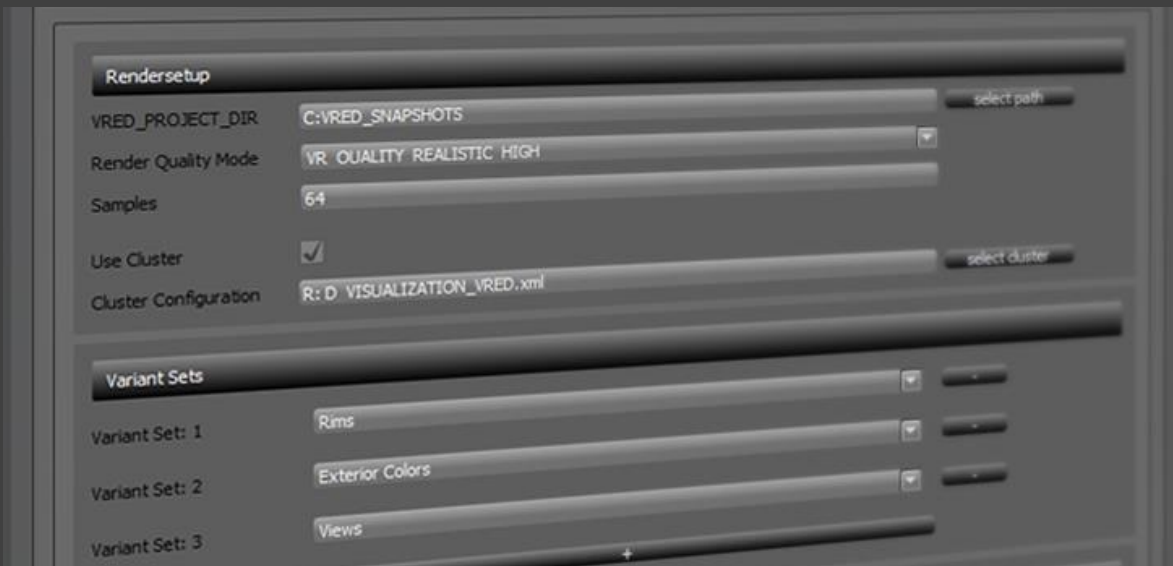 Rendersetup
VRED_PROJECT_DIR C:VRED_SNAPSHOTS select path
Render Quality Mode VR QUALITY REALISTIC HIGH
Samples 64
Use Cluster
Cluster Configuration R: D VISUALIZATION_VRED.xml select cluster
Variant Sets
Variant Set: 1 Rims -
Variant Set: 2 Exterior Colors -
Variant Set: 3 Views -
+